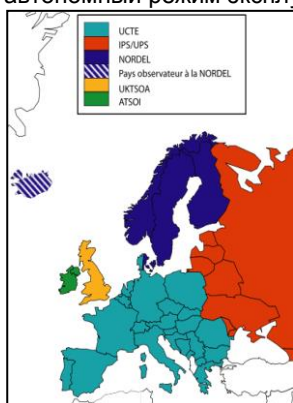 автономный режим эксплу
UCTE
IPS/UPS
NORDEL
Pays observateur à la NORDEL
UKTSOA
ATSOI